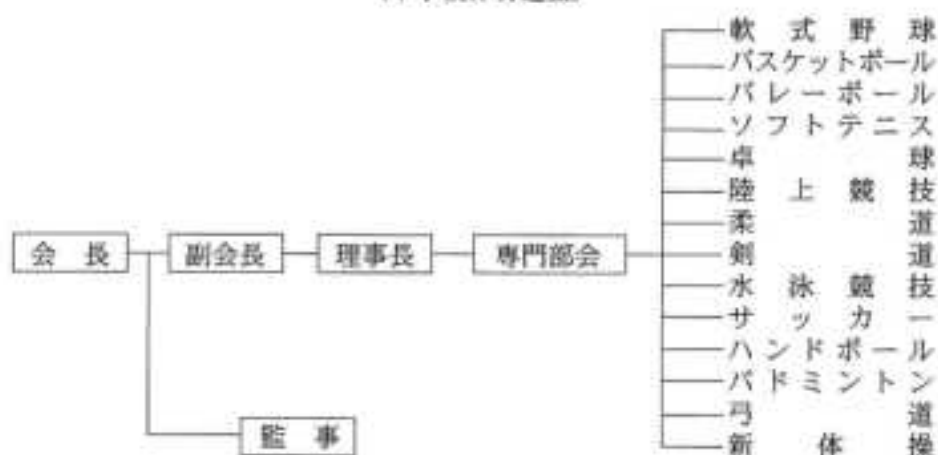 会長
副会長
理事長
専門部会
監事
軟式野球
バスケットボール
バレーボール
ソフトテニス
卓球
陸上競技
柔道
剣道
水泳競技
サッカー
ハンドボール
バドミントン
弓道
新体操